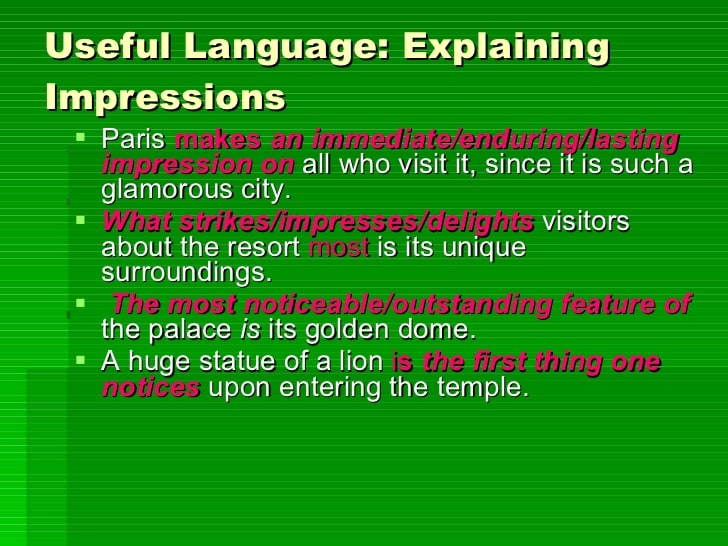 Useful Language: Explaining
Impressions
▪ Paris makes an immediate/enduring/lasting
impression on all who visit it, since it is such a
glamorous city.
▪ What strikes/impresses/delights visitors
about the resort most is its unique
surroundings.
▪ The most noticeable/outstanding feature of
the palace is its golden dome.
▪ A huge statue of a lion is the first thing one
notices upon entering the temple.